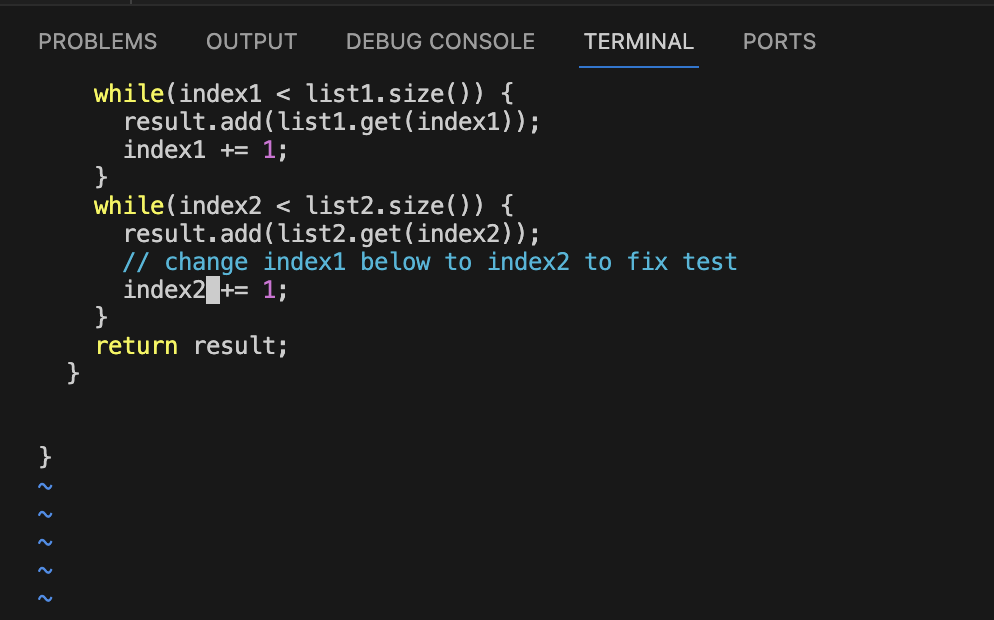 PROBLEMS OUTPUT DEBUG CONSOLE TERMINAL PORTS
    while(index1 < list1.size()) {
      result.add(list1.get(index1));
      index1 += 1;
    }
    while(index2 < list2.size()) {
      result.add(list2.get(index2));
      // change index1 below to index2 to fix test
      index2 += 1;
    }
    return result;
  }
}
~
~
~
~
~